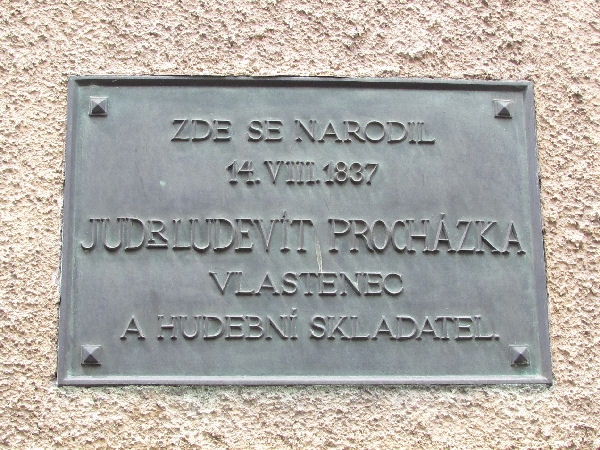 ZDE SE NARODIL
14. VIII. 1837
JUDR LUDEVÍT PROCHÁZKA
VLASTENEC
A HUDEBNÍ SKLADATEL.